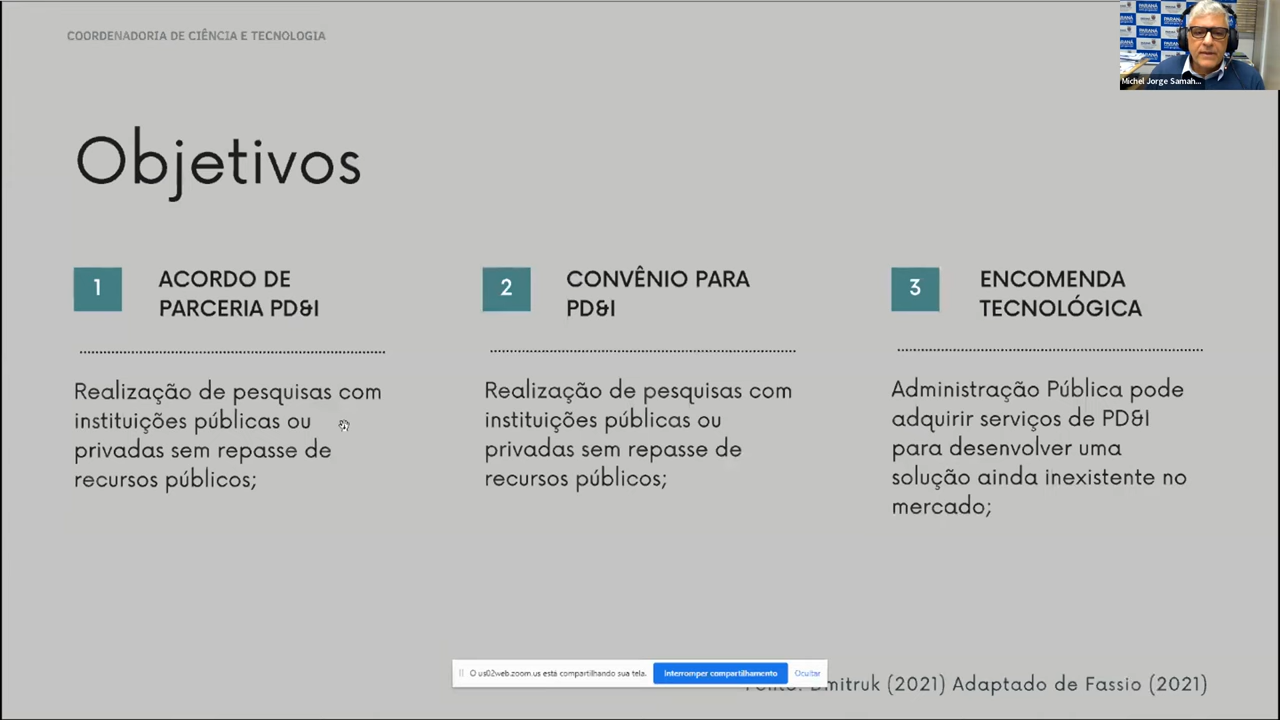 COORDENADORIA DE CIÊNCIA E TECNOLOGIA
PARANÁ
Michel Jorge Samah...
Objetivos
1
ACORDO DE
PARCERIA PD&I
Realização de pesquisas com
instituições públicas ou
privadas sem repasse de
recursos públicos;
2
CONVÊNIO PARA
PD&I
Realização de pesquisas com
instituições públicas ou
privadas sem repasse de
recursos públicos;
3
ENCOMENDA
TECNOLÓGICA
Administração Pública pode
adquirir serviços de PD&I
para desenvolver uma
solução ainda inexistente no
mercado;
O us02web.zoom.us está compartilhando sua tela.
Interromper compartilhamento
Ocultar
Dmitruk (2021) Adaptado de Fassio (2021)